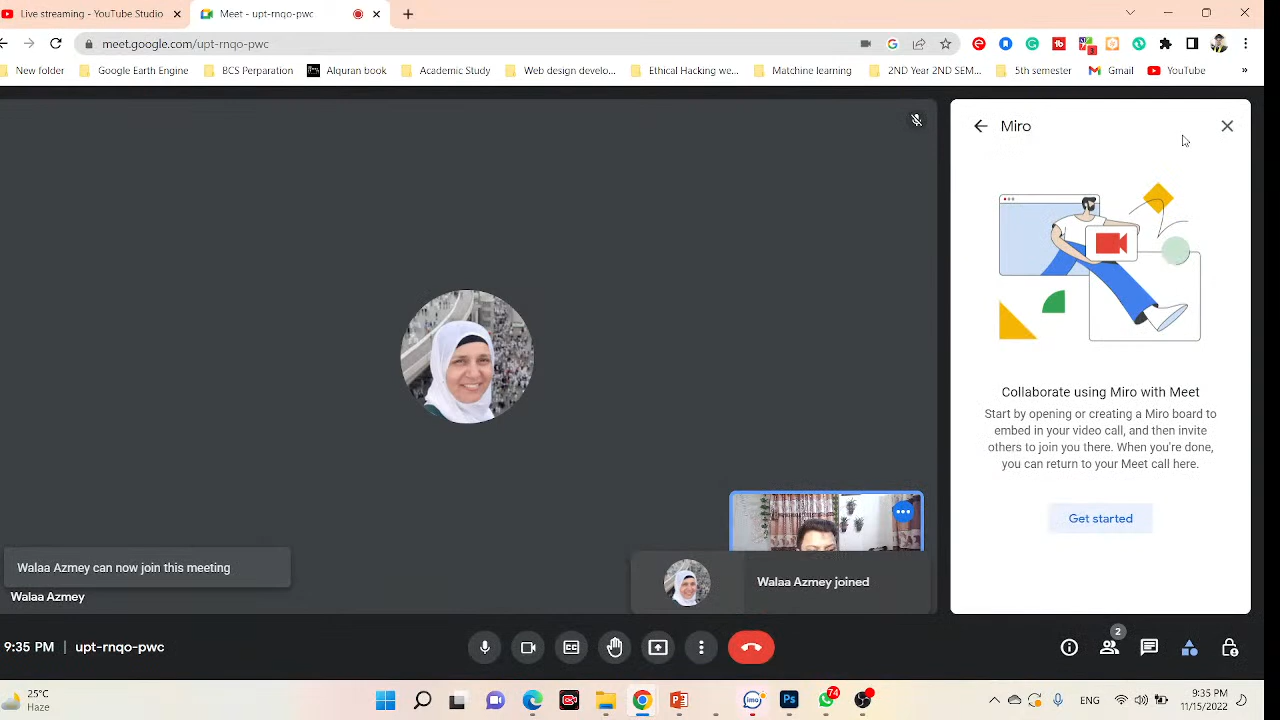 Live streaming - YouTube Studio
Meet - upt-rnqo-pwc
meet.google.com/upt-rnqo-pwc
New folder
Google Earth Engine
BCS Perparation
Alquran book
Academic Study
Web design develo...
Ethical Hacking we...
Matchine learning
2ND Year 2ND SEM...
5th semester
Gmail
YouTube
»
Miro
Collaborate using Miro with Meet
Start by opening or creating a Miro board to
embed in your video call, and then invite
others to join you there. When you're done,
you can return to your Meet call here.
Get started
Walaa Azmey can now join this meeting
Walaa Azmey
Walaa Azmey joined
9:35 PM | upt-rnqo-pwc
2
25°C
Haze
74
ENG
9:35 PM
11/15/2022